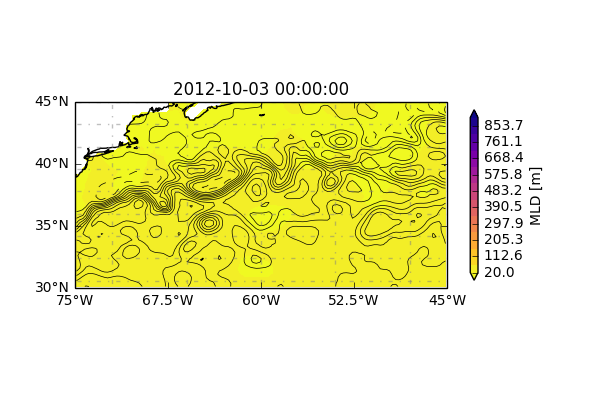 2012-10-03 00:00:00
45°N
40°N
35°N
30°N
75°W
67.5°W
60°W
52.5°W
45°W
853.7
761.1
668.4
575.8
483.2
390.5
297.9
205.3
112.6
20.0
MLD [m]